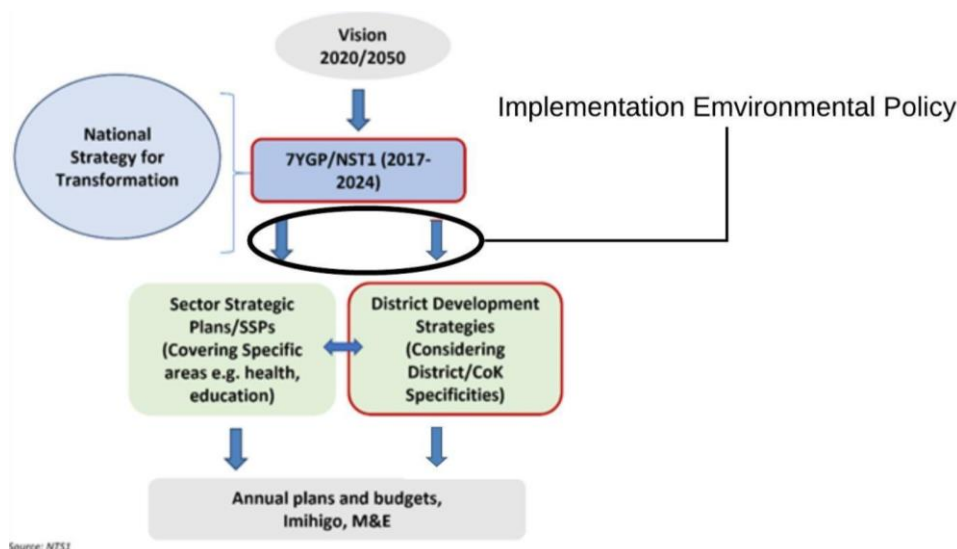 Vision
2020/2050
Implementation Emvironmental Policy
National
Strategy for
Transformation
7YGP/NST1 (2017-
2024)
Sector Strategic
Plans/SSPs
(Covering Specific
areas e.g. health,
education)
District Development
Strategies
(Considering
District/CoK
Specificities)
Annual plans and budgets,
Imihigo, M&E
Source: NTS1